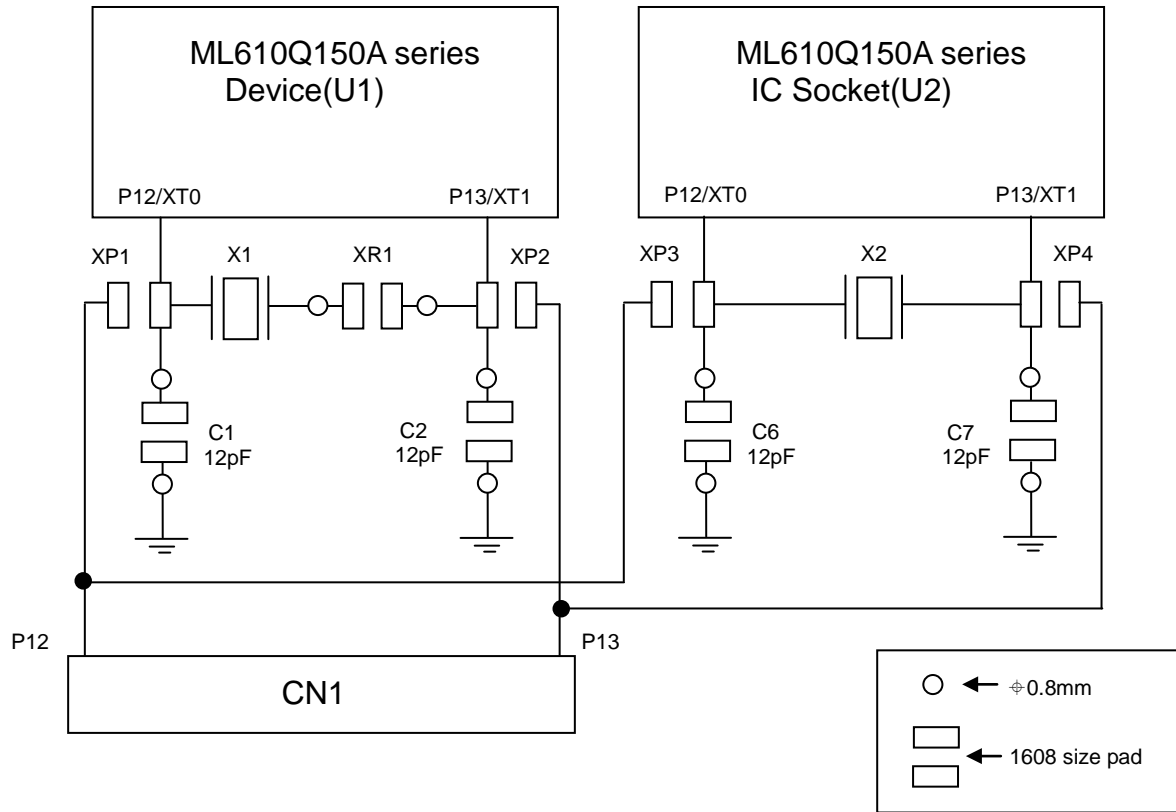 ML610Q150A series
Device(U1)
ML610Q150A series
IC Socket(U2)
P12/XT0
P13/XT1
P12/XT0
P13/XT1
XP1
X1
XR1
XP2
XP3
X2
XP4
C1
12pF
C2
12pF
C6
12pF
C7
12pF
P12
P13
CN1
⌖0.8mm
1608 size pad